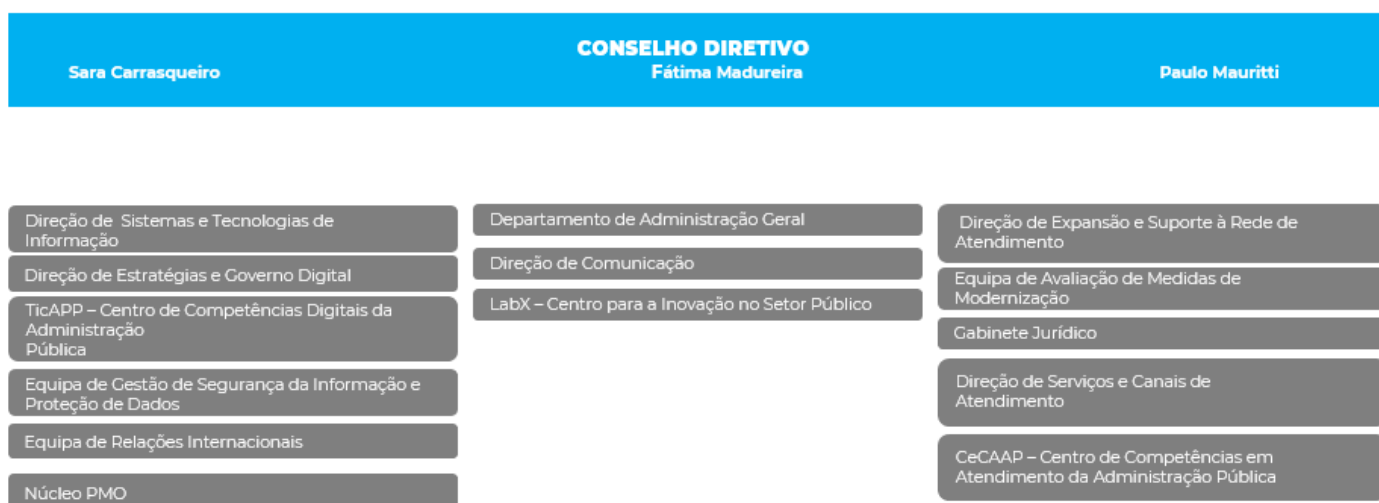 CONSELHO DIRETIVO
Sara Carrasqueiro
Fátima Madureira
Paulo Mauritti
Direção de Sistemas e Tecnologias de
Informação
Direção de Estratégias e Governo Digital
TicAPP – Centro de Competências Digitais da
Administração
Pública
Equipa de Gestão de Segurança da Informação e
Proteção de Dados
Equipa de Relações Internacionais
Núcleo PMO
Departamento de Administração Geral
Direção de Comunicação
LabX – Centro para a Inovação no Setor Público
Direção de Expansão e Suporte à Rede de
Atendimento
Equipa de Avaliação de Medidas de
Modernização
Gabinete Jurídico
Direção de Serviços e Canais de
Atendimento
CeCAAP – Centro de Competências em
Atendimento da Administração Pública